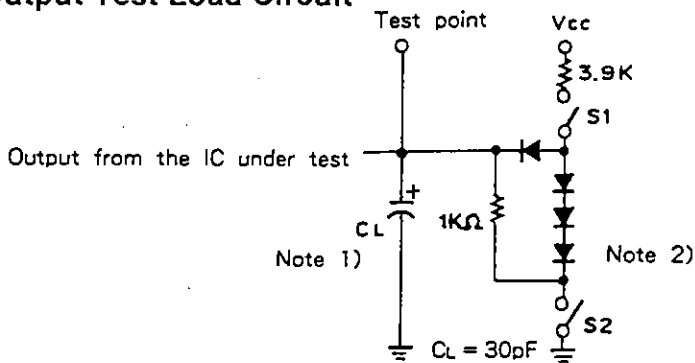 Test Load Circuit
Test point
Vcc
3.9K
S1
Output from the IC under test
+
CL
1KΩ
Note 1)
Note 2)
S2
CL = 30pF